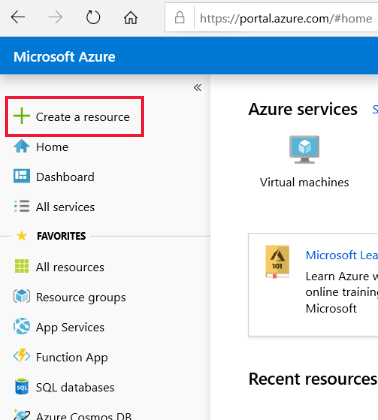 https://portal.azure.com/#home
Microsoft Azure
«
Create a resource
Home
Dashboard
All services
FAVORITES
All resources
Resource groups
App Services
Function App
SQL databases
Azure Cosmos DB
Azure services
S
Virtual machines
101
Microsoft Lea
Learn Azure w
online training
Microsoft
Recent resources